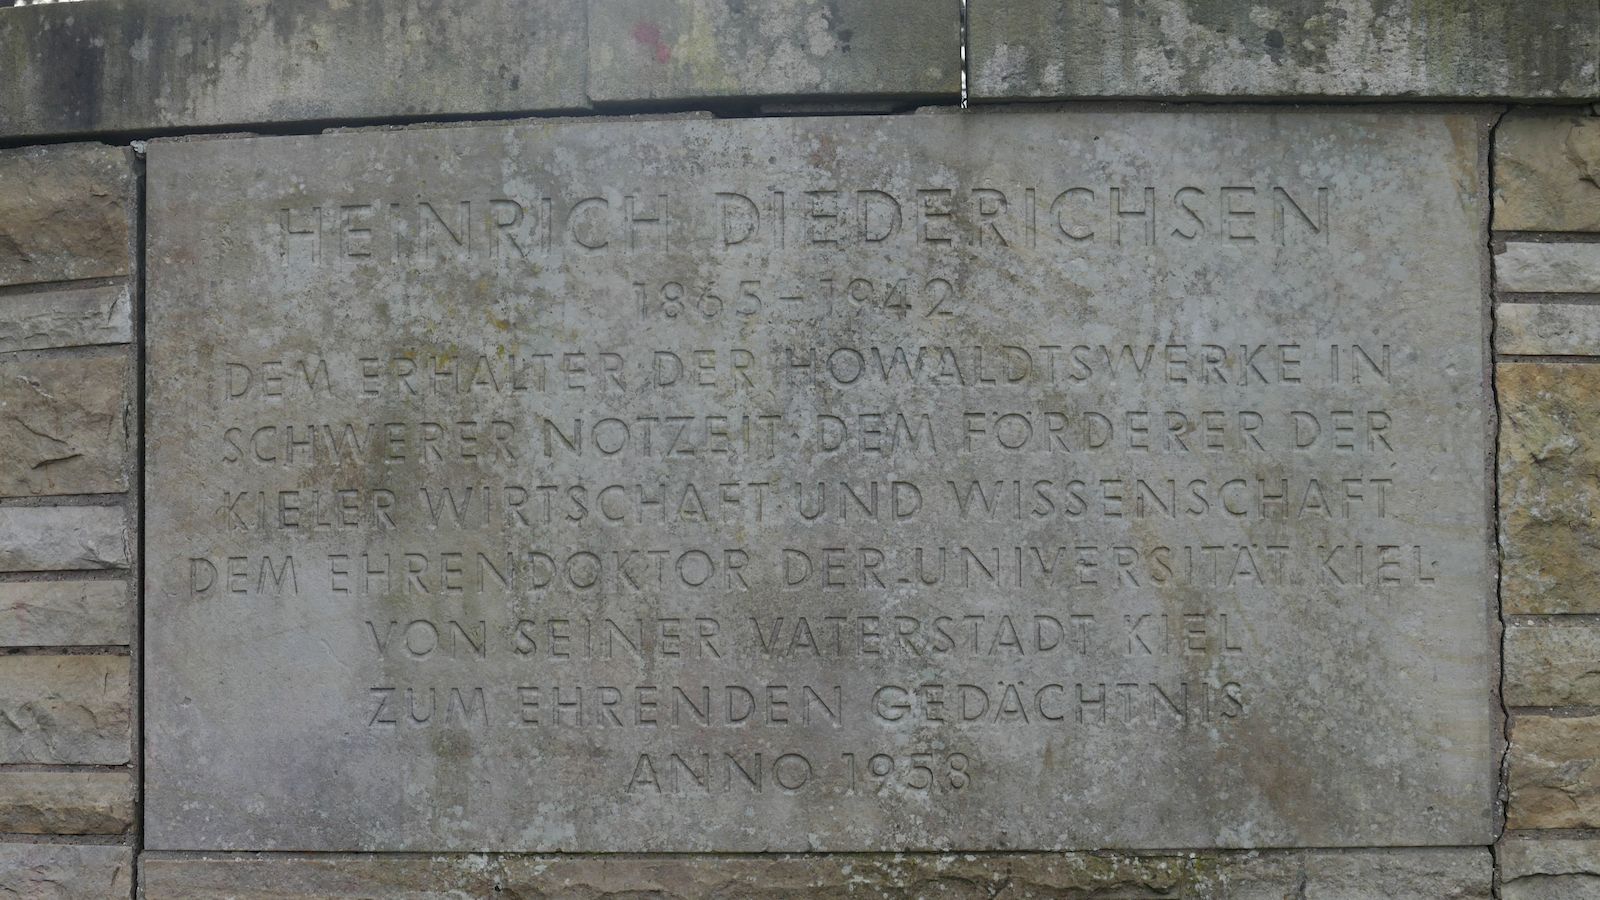 HEINRICH DIEDERICHSEN
1865-1942
DEM ERHALTER DER HOWALDTSWERKE IN
SCHWERER NOTZEIT·DEM FÖRDERER DER
KIELER WIRTSCHAFT UND WISSENSCHAFT
DEM EHRENDOKTOR DER UNIVERSITÄT KIEL
VON SEINER VATERSTADT KIEL
ZUM EHRENDEN GEDÄCHTNIS
ANNO 1958